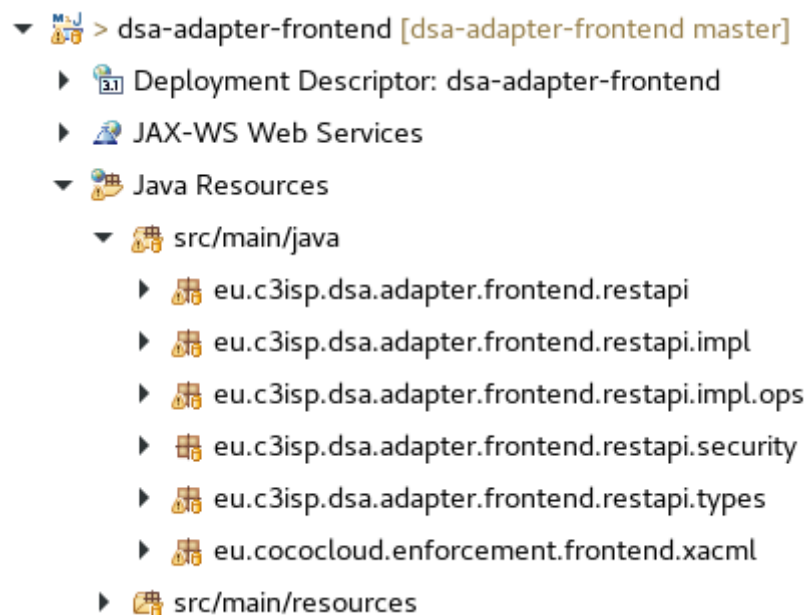 > dsa-adapter-frontend [dsa-adapter-frontend master]
Deployment Descriptor: dsa-adapter-frontend
JAX-WS Web Services
Java Resources
src/main/java
eu.c3isp.dsa.adapter.frontend.restapi
eu.c3isp.dsa.adapter.frontend.restapi.impl
eu.c3isp.dsa.adapter.frontend.restapi.impl.ops
eu.c3isp.dsa.adapter.frontend.restapi.security
eu.c3isp.dsa.adapter.frontend.restapi.types
eu.cococloud.enforcement.frontend.xacml
src/main/resources